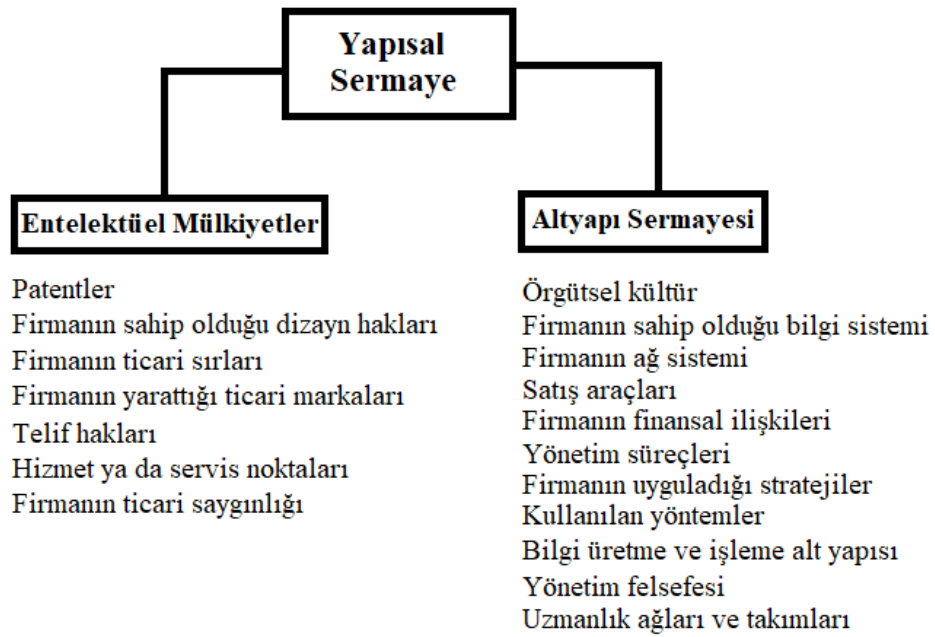 Yapısal
Sermaye
Entelektüel Mülkiyetler
Patentler
Firmanın sahip olduğu dizayn hakları
Firmanın ticari sırları
Firmanın yarattığı ticari markaları
Telif hakları
Hizmet ya da servis noktaları
Firmanın ticari saygınlığı
Altyapı Sermayesi
Örgütsel kültür
Firmanın sahip olduğu bilgi sistemi
Firmanın ağ sistemi
Satış araçları
Firmanın finansal ilişkileri
Yönetim süreçleri
Firmanın uyguladığı stratejiler
Kullanılan yöntemler
Bilgi üretme ve işleme alt yapısı
Yönetim felsefesi
Uzmanlık ağları ve takımları